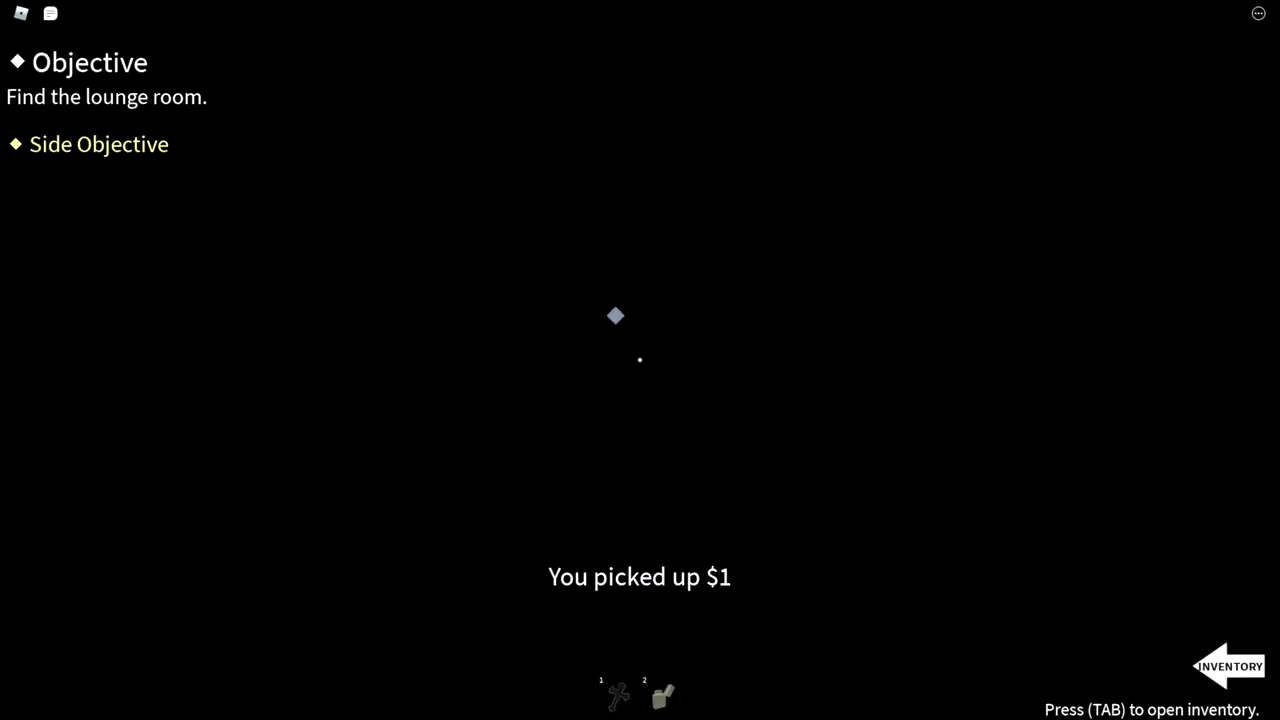 Objective
Find the lounge room.
Side Objective
You picked up $1
1 2
INVENTORY
Press (TAB) to open inventory.